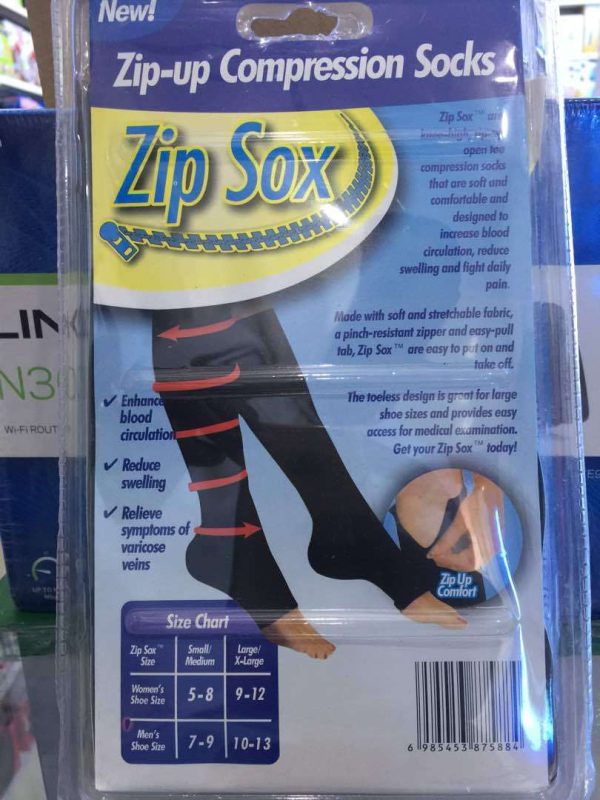 New!
Zip-up Compression Socks
Zip Sox
Zip Sox™ are
knee-high,
open toe
compression socks
that are soft and
comfortable and
designed to
increase blood
circulation, reduce
swelling and fight daily
pain.
Made with soft and stretchable fabric,
a pinch-resistant zipper and easy-pull
tab, Zip Sox™ are easy to put on and
take off.
The toeless design is great for large
shoe sizes and provides easy
access for medical examination.
Get your Zip Sox™ today!
✓ Enhance
blood
circulation
✓ Reduce
swelling
✓ Relieve
symptoms of
varicose
veins
Zip Up
Comfort
Size Chart
Zip Sox™ Size Small/Medium Large/X-Large
Women's Shoe Size 5-8 9-12
Men's Shoe Size 7-9 10-13
6 985453 875884
LINK
N30
Wi-Fi ROUT
UP TO